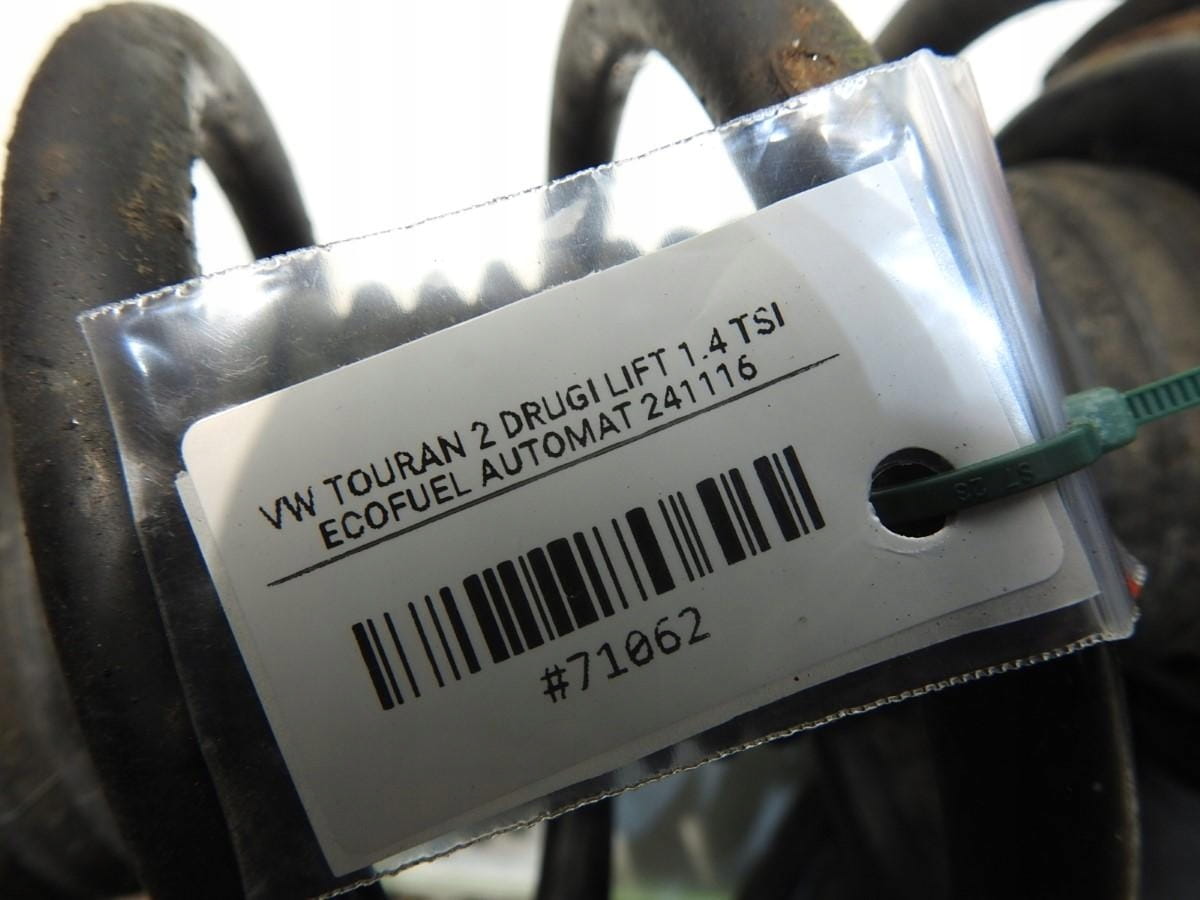 VW TOURAN 2 DRUGI LIFT 1.4 TSI
ECOFUEL AUTOMAT 241116
#71062